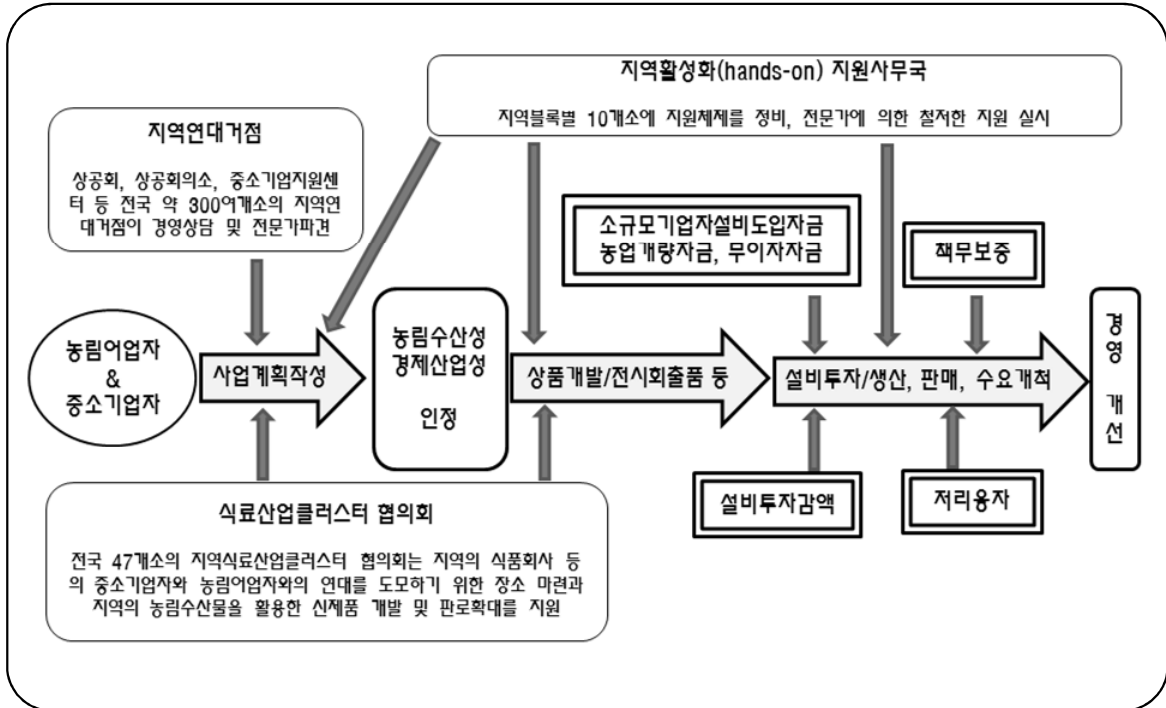 지역활성화(hands-on) 지원사무국
지역블록별 10개소에 지원체제를 정비, 전문가에 의한 철저한 지원 실시
지역연대거점
상공회, 상공회의소, 중소기업지원센
터 등 전국 약 300여개소의 지역연
대거점이 경영상담 및 전문가파견
소규모기업자설비도입자금
농업개량자금, 무이자자금
책무보증
농림어업자
&
중소기업자
사업계획작성
농림수산성
경제산업성
인정
상품개발/전시회출품 등
설비투자/생산, 판매, 수요개척
경
영
개
선
설비투자감액
저리융자
식료산업클러스터 협의회
전국 47개소의 지역식료산업클러스터 협의회는 지역의 식품회사 등
의 중소기업자와 농림어업자와의 연대를 도모하기 위한 장소 마련과
지역의 농림수산물을 활용한 신제품 개발 및 판로확대를 지원